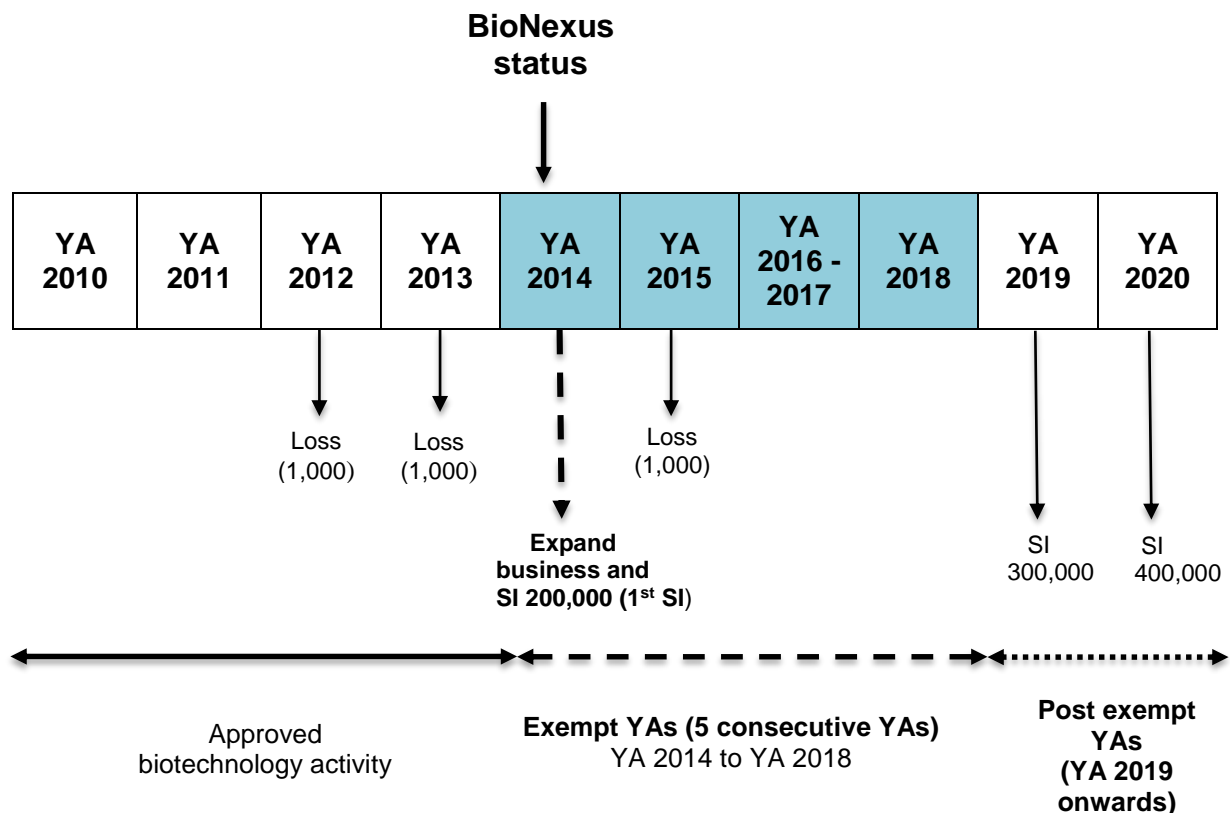 BioNexus
status
YA
2010
YA
2011
YA
2012
YA
2013
YA
2014
YA
2015
YA
2016 -
2017
YA
2018
YA
2019
YA
2020
Loss
(1,000)
Loss
(1,000)
Loss
(1,000)
Expand
business and
SI 200,000 (1st SI)
SI
300,000
SI
400,000
Approved
biotechnology activity
Exempt YAs (5 consecutive YAs)
YA 2014 to YA 2018
Post exempt
YAs
(YA 2019
onwards)